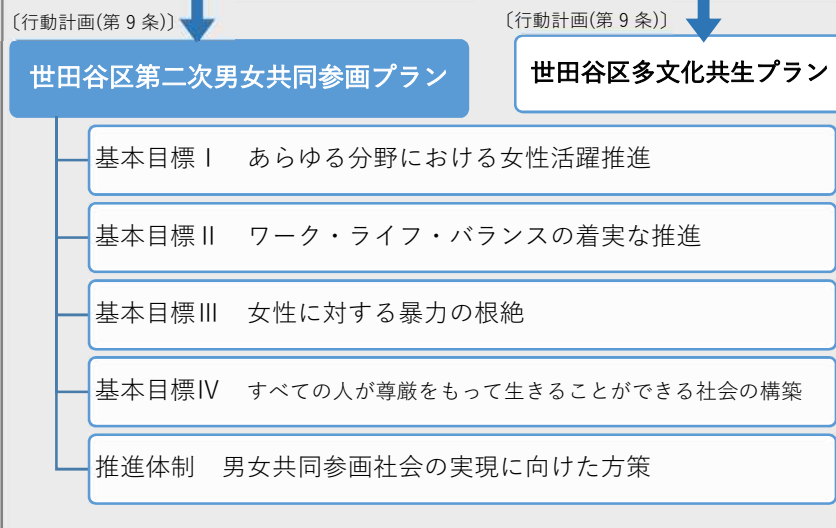 〔行動計画(第 9 条)〕
〔行動計画(第 9 条)〕
世田谷区第二次男女共同参画プラン
世田谷区多文化共生プラン
基本目標Ⅰ　あらゆる分野における女性活躍推進
基本目標Ⅱ　ワーク・ライフ・バランスの着実な推進
基本目標Ⅲ　女性に対する暴力の根絶
基本目標Ⅳ　すべての人が尊厳をもって生きることができる社会の構築
推進体制　男女共同参画社会の実現に向けた方策